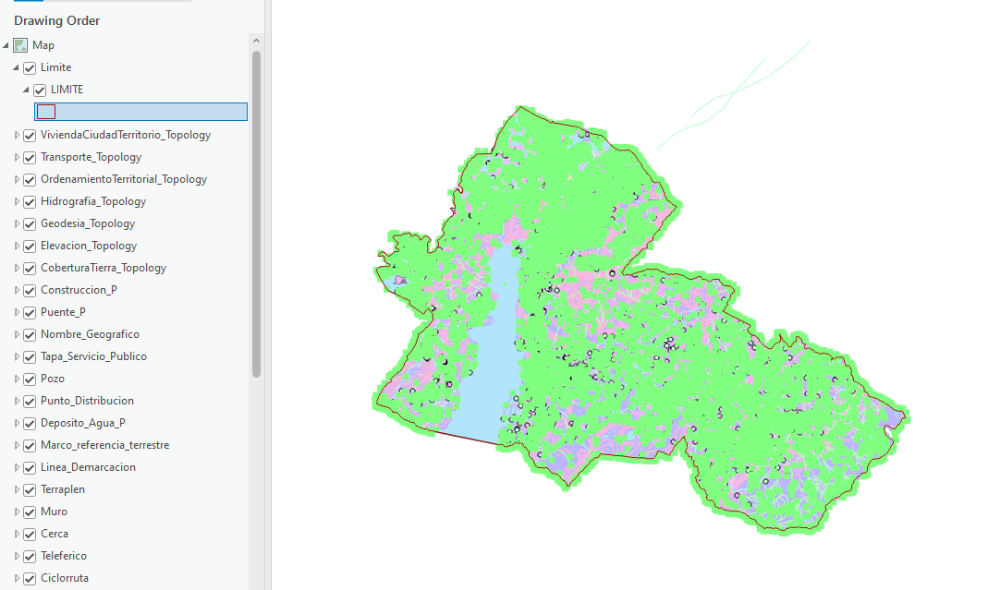 Drawing Order
Map
Limite
LIMITE
ViviendaCiudadTerritorio_Topology
Transporte_Topology
OrdenamientoTerritorial_Topology
Hidrografia_Topology
Geodesia_Topology
Elevacion_Topology
CoberturaTierra_Topology
Construccion_P
Puente_P
Nombre_Geografico
Tapa_Servicio_Publico
Pozo
Punto_Distribucion
Deposito_Agua_P
Marco_referencia_terrestre
Linea_Demarcacion
Terraplen
Muro
Cerca
Teleferico
Ciclorruta